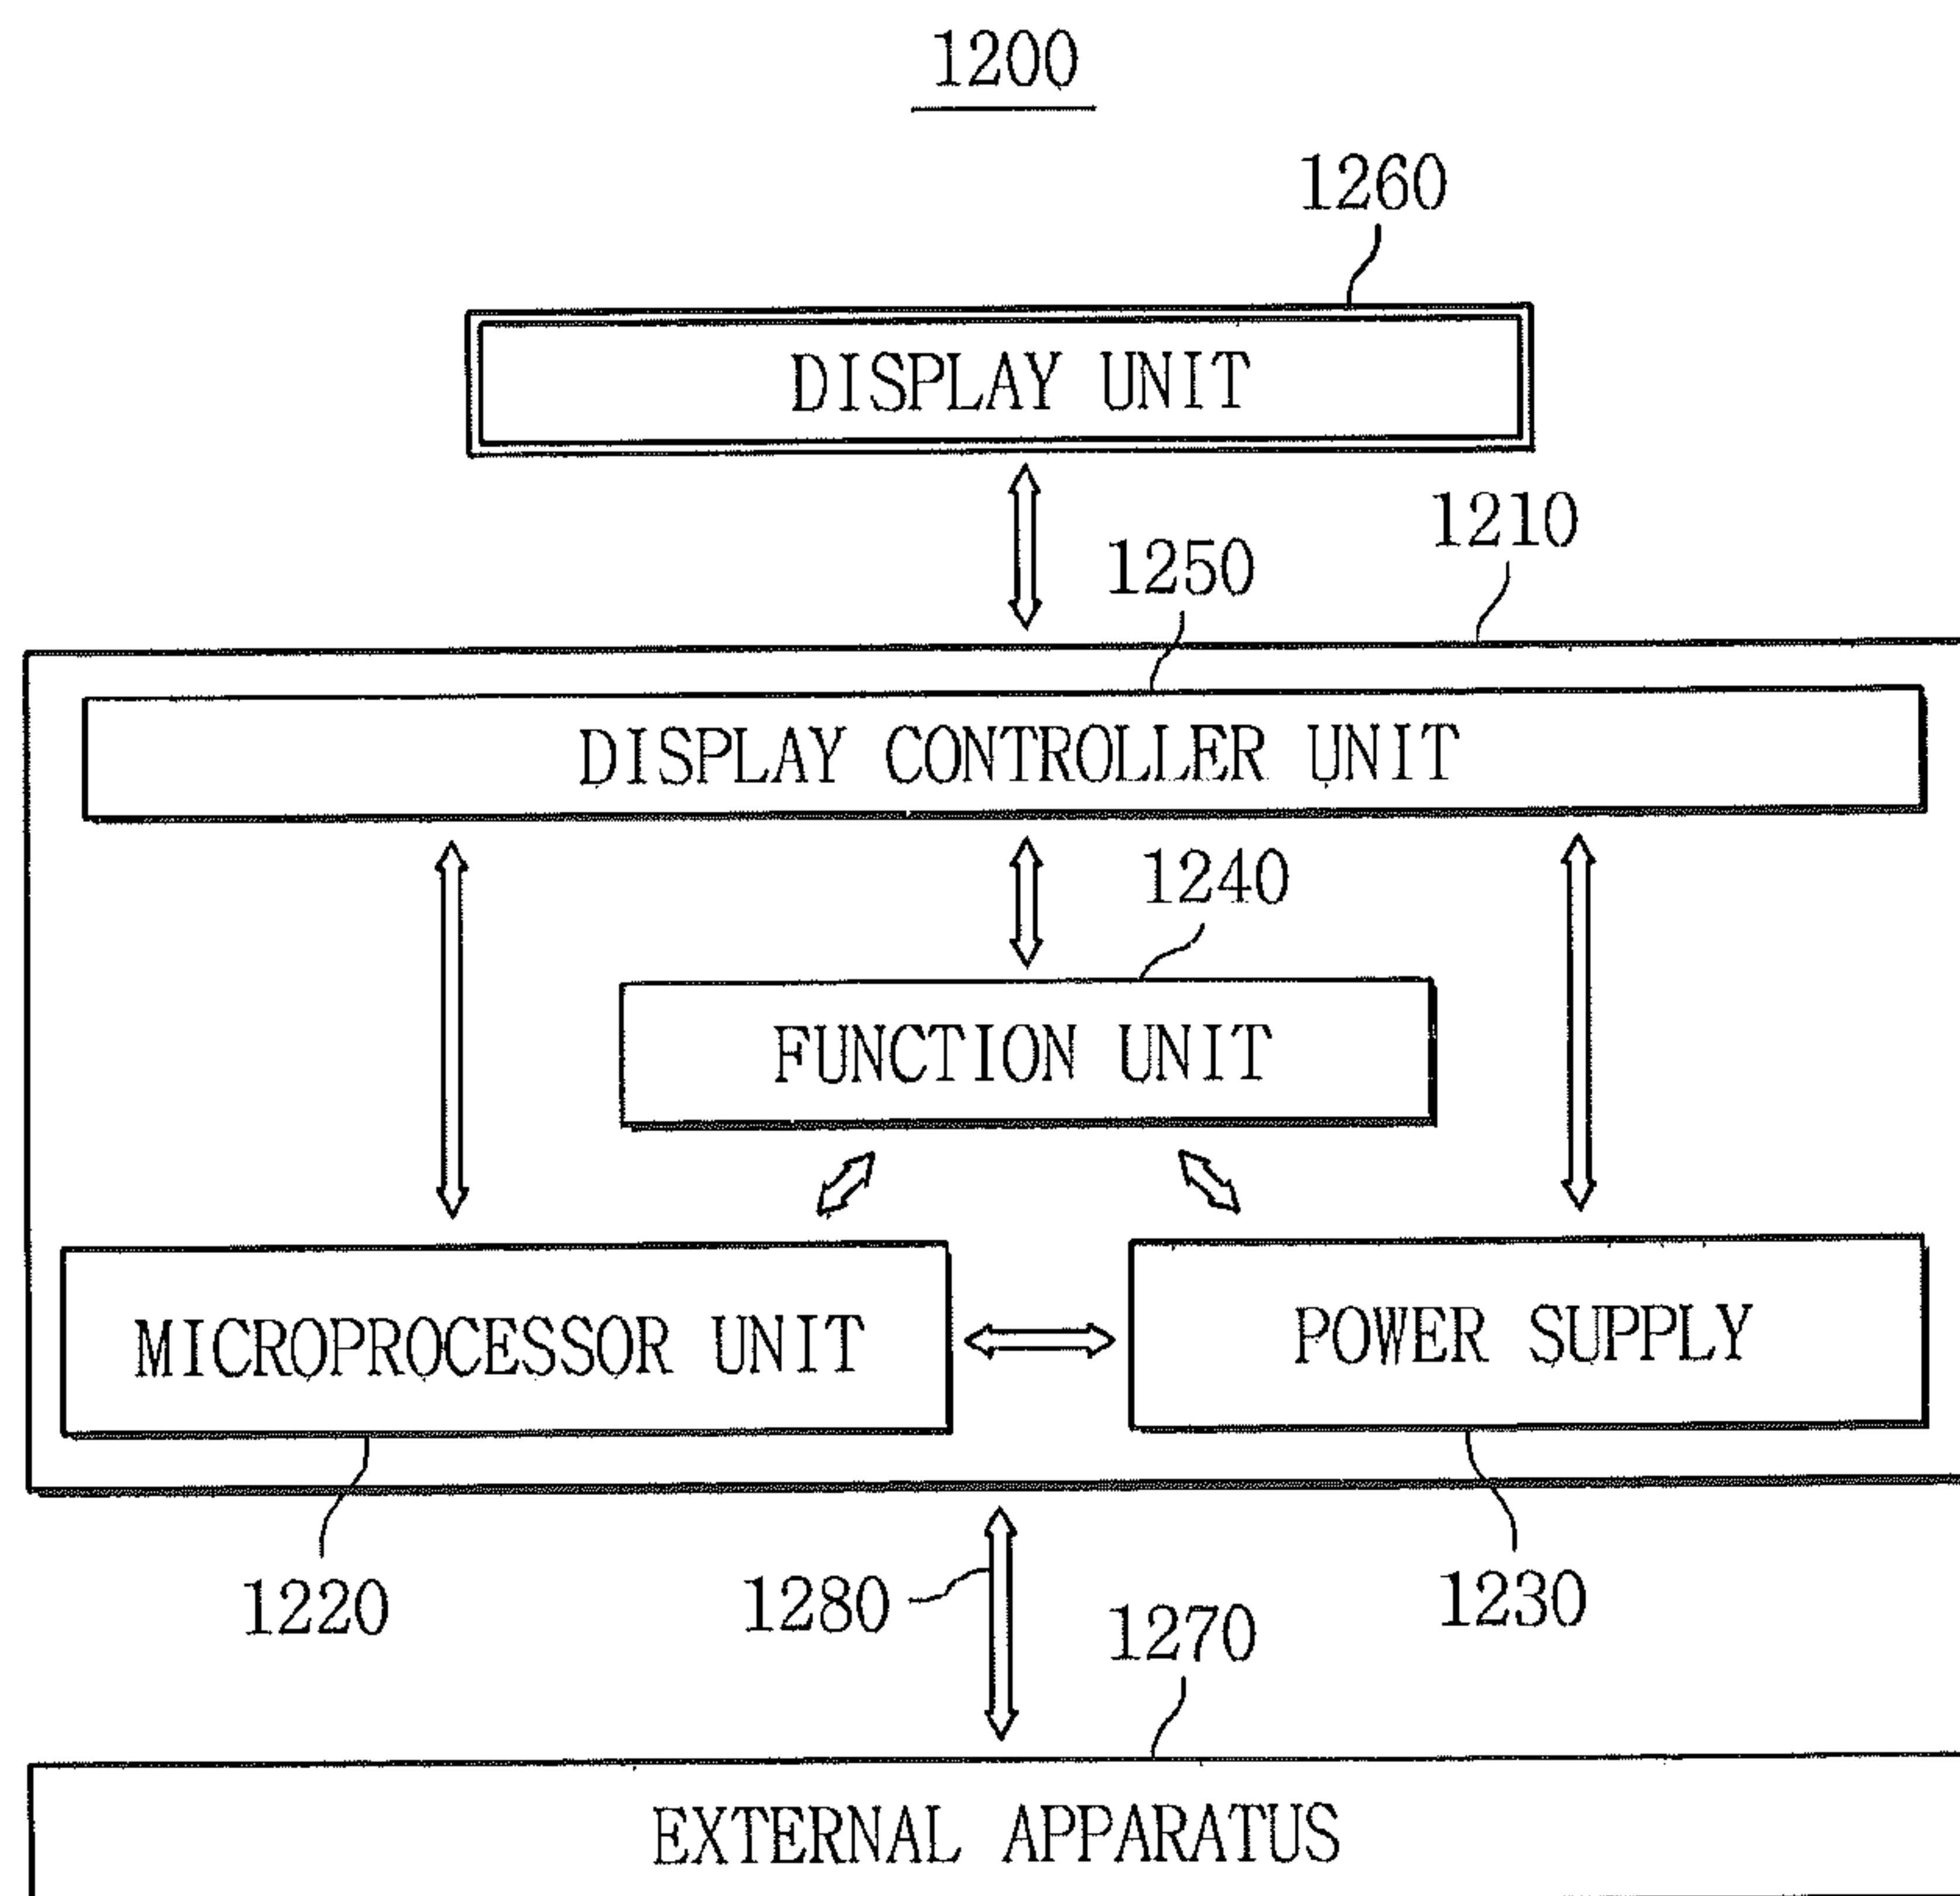 1200
1260
DISPLAY UNIT
1210
1250
DISPLAY CONTROLLER UNIT
1240
FUNCTION UNIT
MICROPROCESSOR UNIT
POWER SUPPLY
1220
1280
1230
1270
EXTERNAL APPARATUS